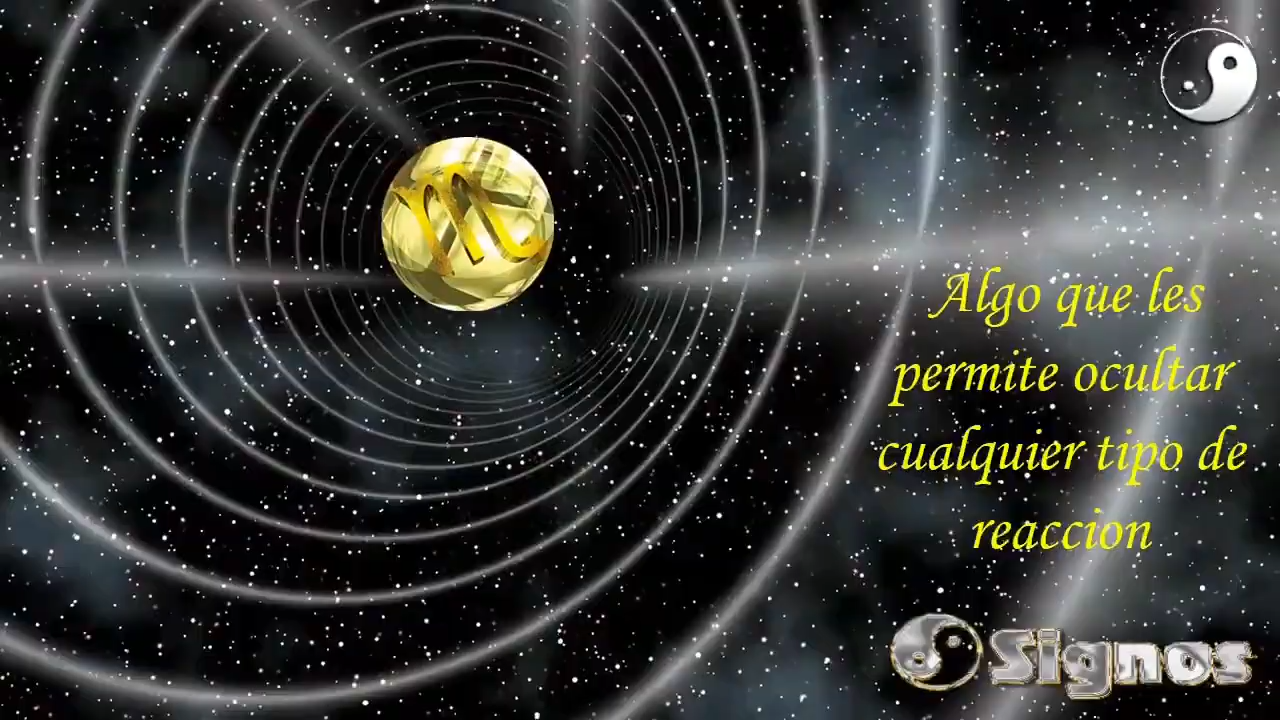 Algo que les
permite ocultar
cualquier tipo de
reaccion
Signos